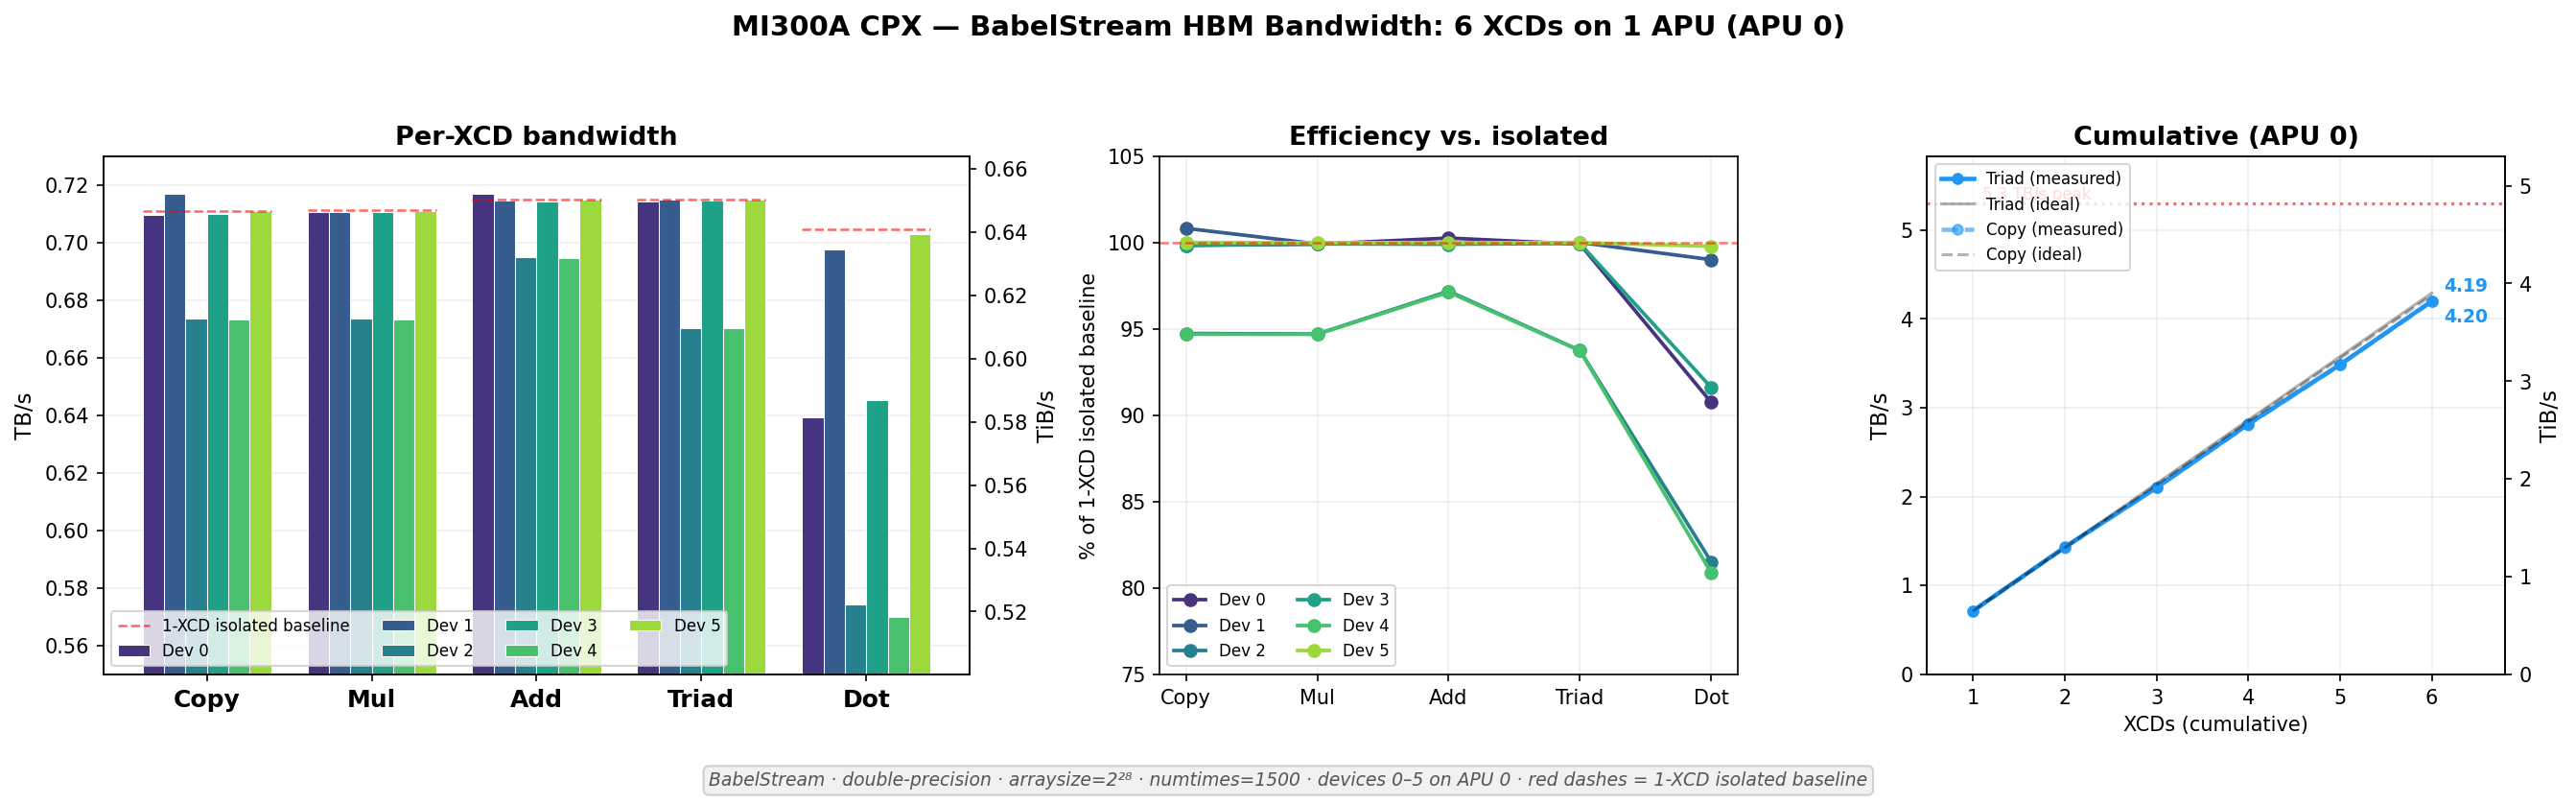 MI300A CPX — BabelStream HBM Bandwidth: 6 XCDs on 1 APU (APU 0)
Per-XCD bandwidth
TB/s
0.72
0.70
0.68
0.66
0.64
0.62
0.60
0.58
0.56
0.66
0.64
0.62
0.60
0.58
0.56
0.54
0.52
TiB/s
1-XCD isolated baseline
Dev 0
Dev 1
Dev 2
Dev 3
Dev 4
Dev 5
Copy
Mul
Add
Triad
Dot
Efficiency vs. isolated
% of 1-XCD isolated baseline
105
100
95
90
85
80
75
Dev 0
Dev 1
Dev 2
Dev 3
Dev 4
Dev 5
Copy
Mul
Add
Triad
Dot
Cumulative (APU 0)
TB/s
5
4
3
2
1
0
5.3 TB/s peak
Triad (measured)
Triad (ideal)
Copy (measured)
Copy (ideal)
4.19
4.20
5
4
3
2
1
0
TiB/s
1
2
3
4
5
6
XCDs (cumulative)
BabelStream · double-precision · arraysize=2²⁸ · numtimes=1500 · devices 0–5 on APU 0 · red dashes = 1-XCD isolated baseline